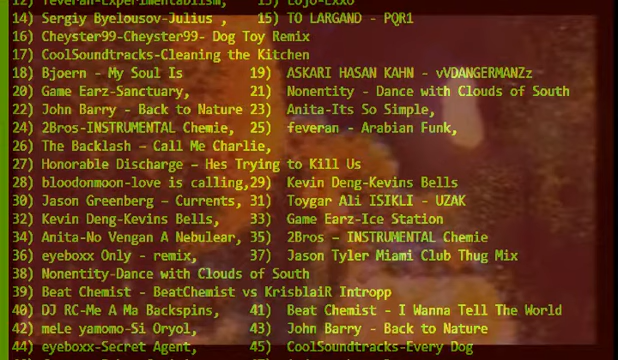 12) feveran-Experimentabilism, 13) LoJo-Exxo
14) Sergiy Byelousov-Julius , 15) TO LARGAND - PQR1
16) Cheyster99-Cheyster99- Dog Toy Remix
17) CoolSoundtracks-Cleaning the Kitchen
18) Bjoern - My Soul Is 19) ASKARI HASAN KAHN - vVDANGERMANZz
20) Game Earz-Sanctuary, 21) Nonentity - Dance with Clouds of South
22) John Barry - Back to Nature 23) Anita-Its So Simple,
24) 2Bros-INSTRUMENTAL Chemie, 25) feveran - Arabian Funk,
26) The Backlash – Call Me Charlie,
27) Honorable Discharge – Hes Trying to Kill Us
28) bloodonmoon-love is calling,29) Kevin Deng-Kevins Bells
30) Jason Greenberg – Currents, 31) Toygar Ali ISIKLI - UZAK
32) Kevin Deng-Kevins Bells, 33) Game Earz-Ice Station
34) Anita-No Vengan A Nebulear, 35) 2Bros – INSTRUMENTAL Chemie
36) eyeboxx Only - remix, 37) Jason Tyler Miami Club Thug Mix
38) Nonentity-Dance with Clouds of South
39) Beat Chemist - BeatChemist vs KrisblaiR Intropp
40) DJ RC-Me A Ma Backspins, 41) Beat Chemist - I Wanna Tell The World
42) meLe yamomo-Si Oryol, 43) John Barry - Back to Nature
44) eyeboxx-Secret Agent, 45) CoolSoundtracks-Every Dog